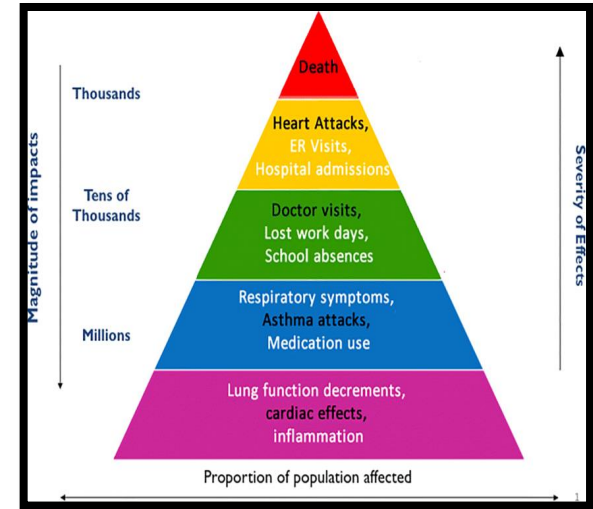 Death
Thousands
Heart Attacks,
ER Visits,
Hospital admissions
Tens of
Thousands
Doctor visits,
Lost work days,
School absences
Magnitude of impacts
Severity of Effects
Respiratory symptoms,
Asthma attacks,
Medication use
Millions
Lung function decrements,
cardiac effects,
inflammation
Proportion of population affected
1